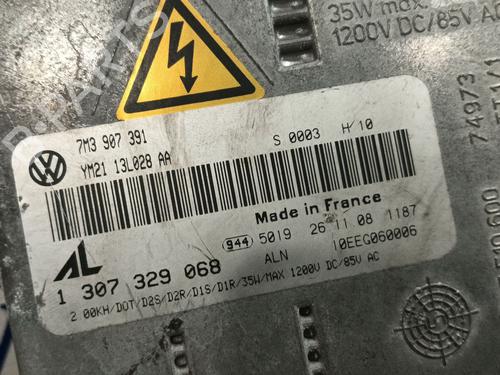 35W max.
1200V DC/85V AC
7M3 907 391
YM21 13L028 AA
S 0003 H/10
Made in France
944 5019 26 11 08 1187
ALN 10EEG060006
AL
1 307 329 068
2 00KH/DOT/D2S/D2R/D1S/D1R/35W/MAX 1200V DC/85V AC
74973